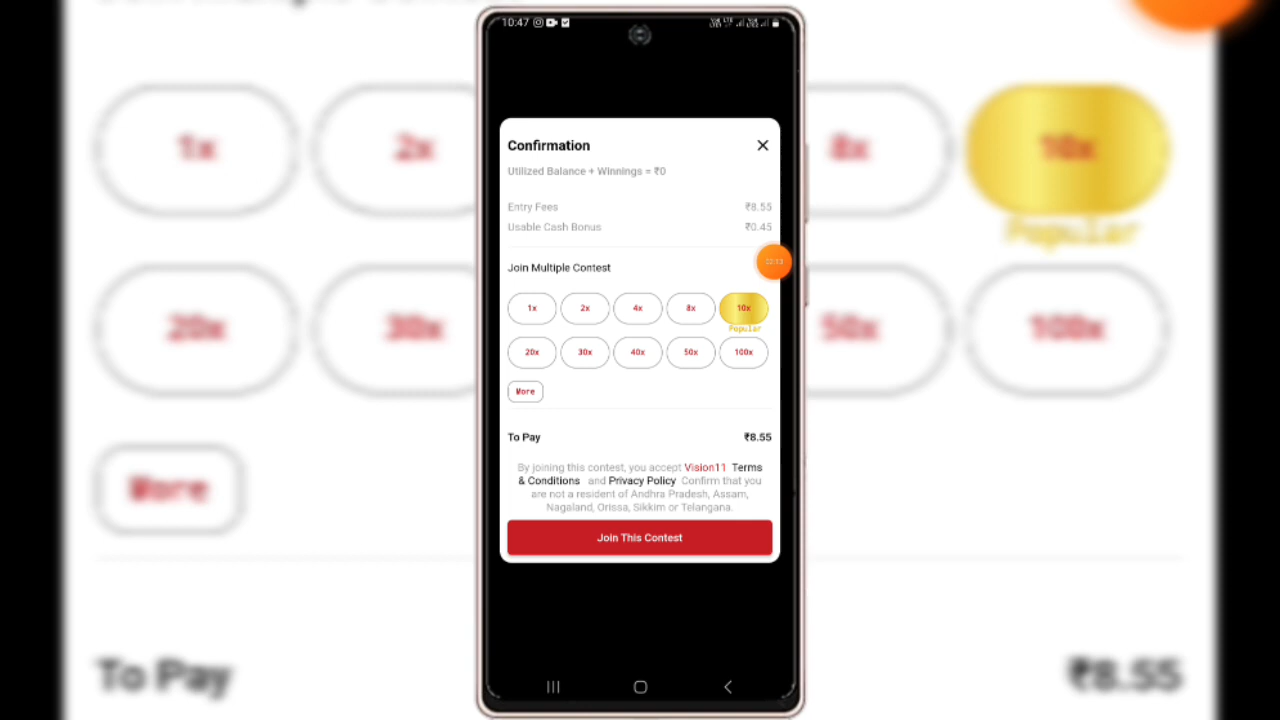 10:47
Confirmation
Utilized Balance + Winnings = ₹0
Entry Fees ₹8.55
Usable Cash Bonus ₹0.45
Join Multiple Contest
1x 2x 4x 8x 10x
Popular
20x 30x 40x 50x 100x
More
To Pay ₹8.55
By joining this contest, you accept Vision11 Terms
& Conditions and Privacy Policy Confirm that you
are not a resident of Andhra Pradesh, Assam,
Nagaland, Orissa, Sikkim or Telangana.
Join This Contest
1x 2x 8x 10x
Popular
20x 30x 50x 100x
More
To Pay ₹8.55